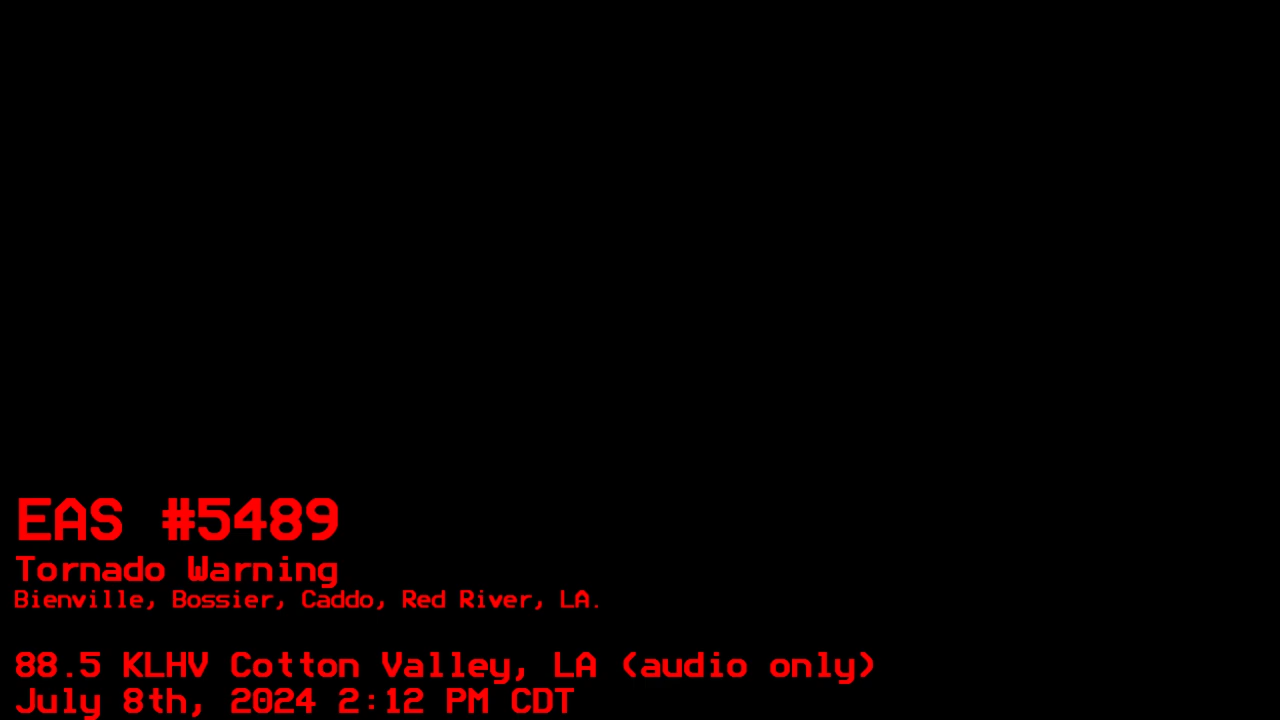 EAS #5489
Tornado Warning
Bienville, Bossier, Caddo, Red River, LA.
88.5 KLHV Cotton Valley, LA (audio only)
July 8th, 2024 2:12 PM CDT